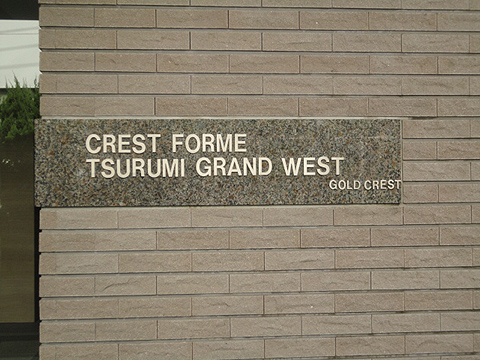 CREST FORME
TSURUMI GRAND WEST
GOLD CREST